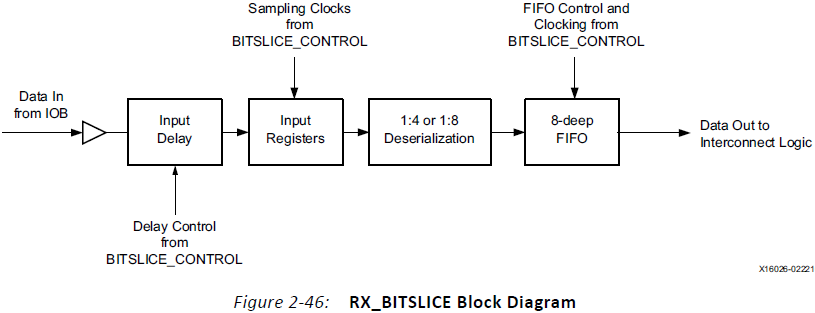 Sampling Clocks
from
BITSLICE_CONTROL
FIFO Control and
Clocking from
BITSLICE_CONTROL
Data In
from IOB
Input
Delay
Input
Registers
1:4 or 1:8
Deserialization
8-deep
FIFO
Data Out to
Interconnect Logic
Delay Control
from
BITSLICE_CONTROL
X16026-02221
Figure 2-46: RX_BITSLICE Block Diagram